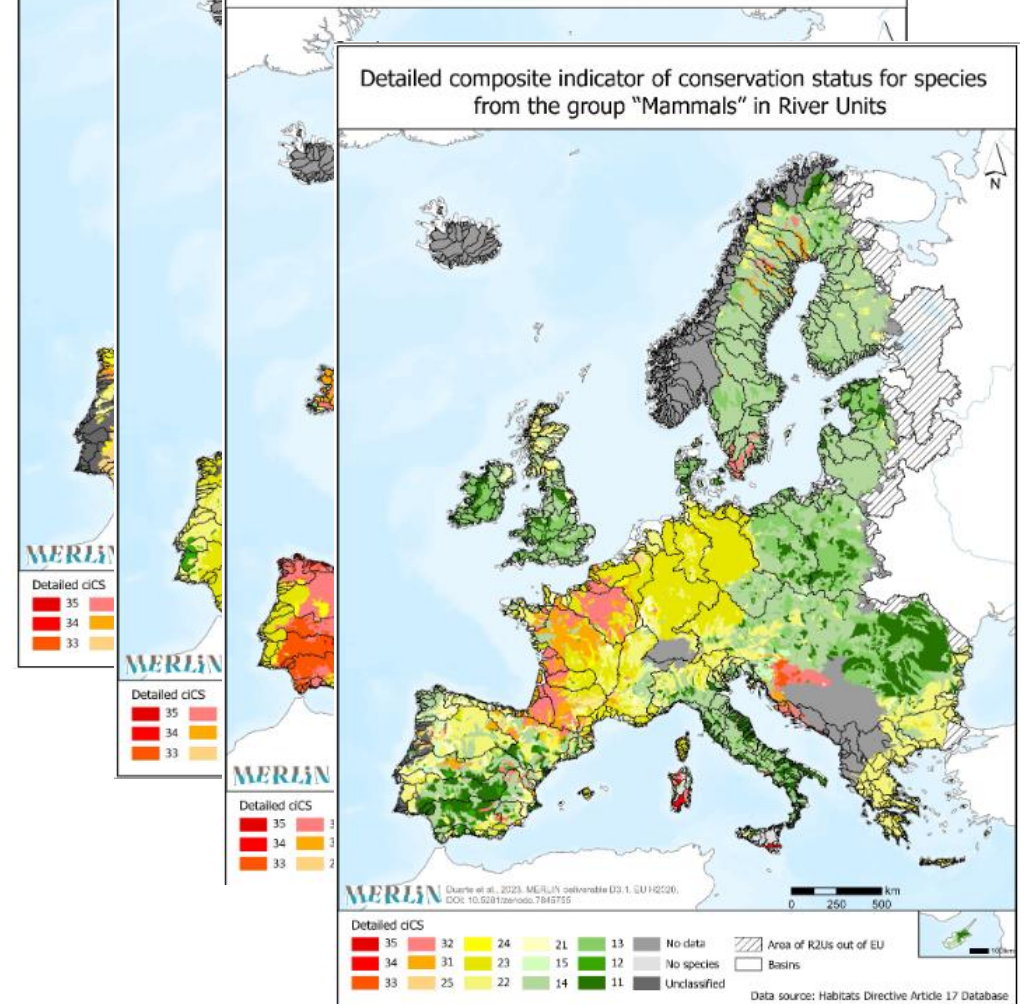 MERLIN
Detailed ciCS
35
34
33
MERLIN
Detailed ciCS
35
34
33
MERLIN
Detailed ciCS
35 3
34 3
33 2
Detailed composite indicator of conservation status for species
from the group "Mammals" in River Units
N
MERLIN
Duarte et al., 2023. MERLIN deliverable D3.1. EU H2020.
DOI: 10.5281/zenodo.7845755
km
0 250 500
Detailed ciCS
35 32 24 21 13 No data Area of R2Us out of EU
34 31 23 15 12 No species Basins
33 25 22 14 11 Unclassified
Data source: Habitats Directive Article 17 Database